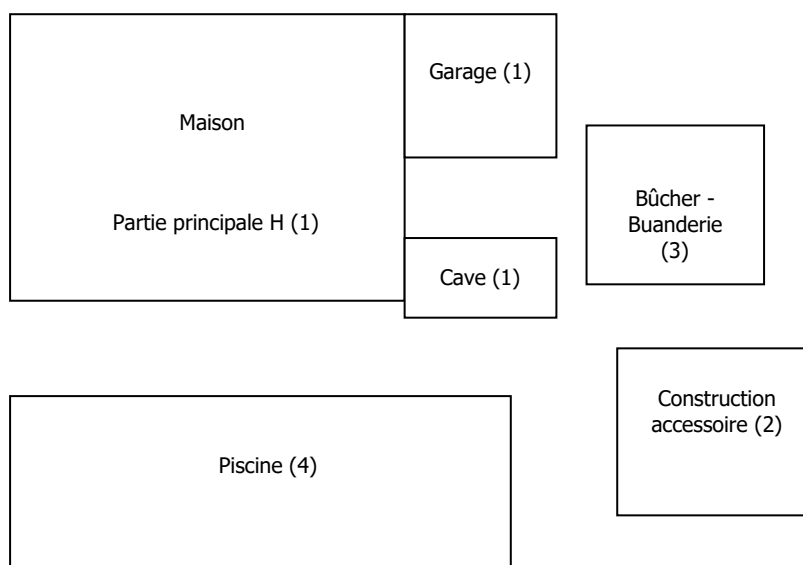 Maison
Partie principale H (1)
Garage (1)
Cave (1)
Bûcher -
Buanderie
(3)
Construction
accessoire (2)
Piscine (4)